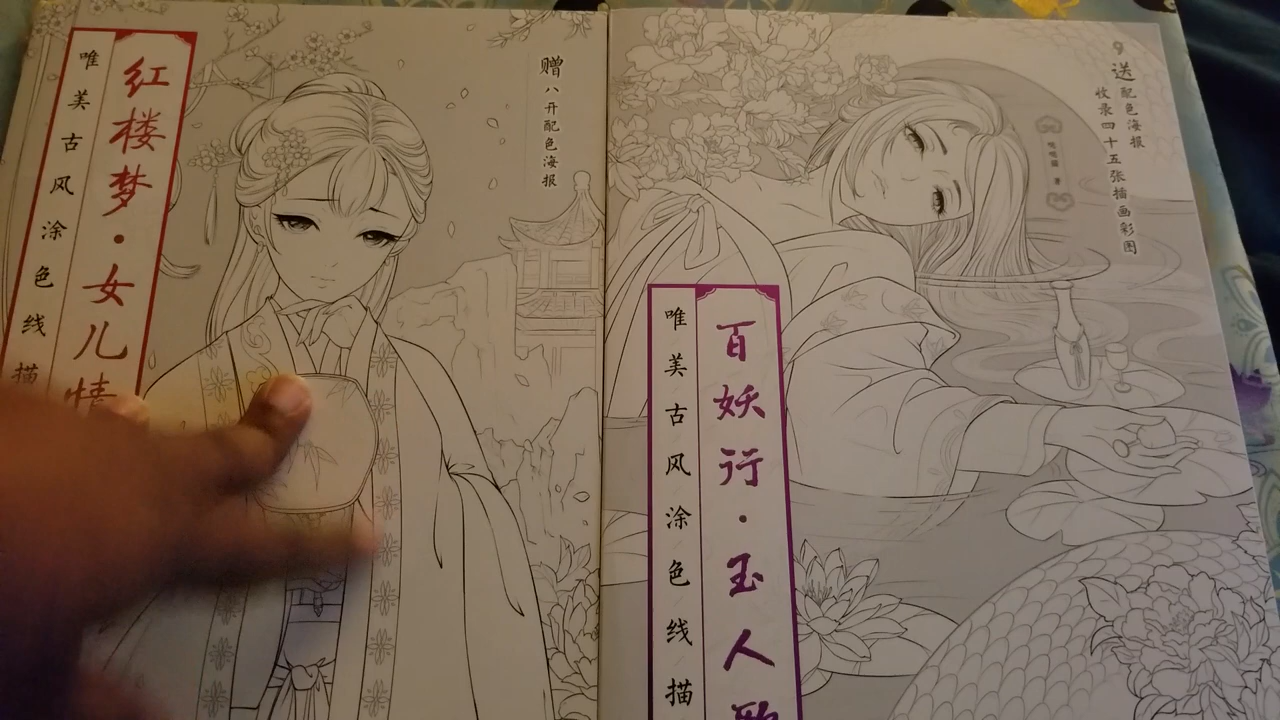 红楼梦·女儿情
唯美古风涂色线描
赠八开配色海报
百妖行·玉人歌
唯美古风涂色线描
送配色海报
收录四十五张插画彩图